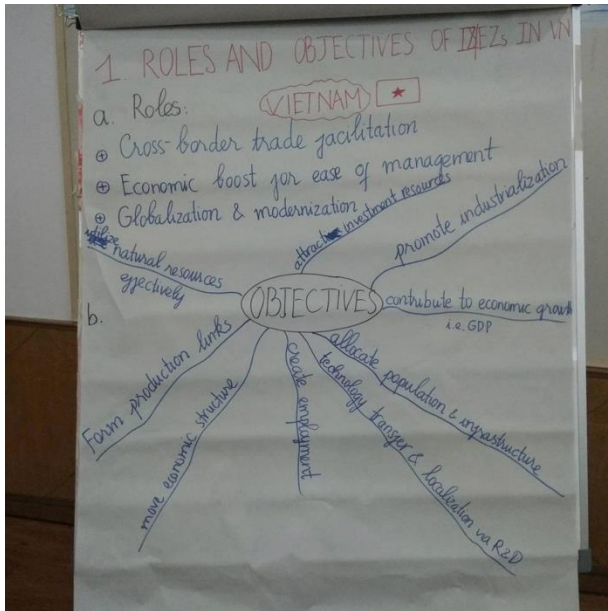 1. ROLES AND OBJECTIVES OF EZs IN VN
VIETNAM
a. Roles:
⊕ Cross-border trade facilitation
⊕ Economic boost for ease of management
⊕ Globalization & modernization
b.
OBJECTIVES
utilize natural resources
effectively
attract investment resources
promote industrialization
contribute to economic growth
i.e. GDP
allocate population & infrastructure
technology transfer & localization via R&D
create employment
move economic structure
Form production links